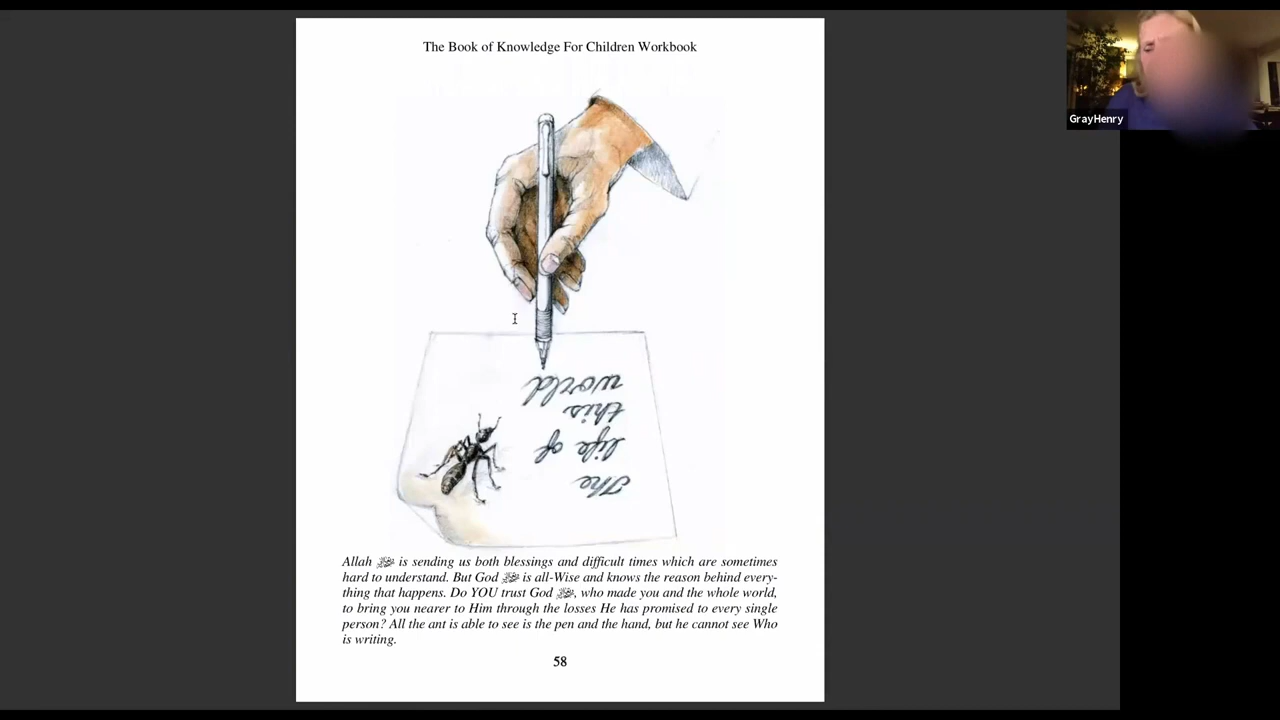 The Book of Knowledge For Children Workbook
GrayHenry
The
life of
this
world
Allah ﷻ is sending us both blessings and difficult times which are sometimes
hard to understand. But God ﷻ is all-Wise and knows the reason behind every-
thing that happens. Do YOU trust God ﷻ, who made you and the whole world,
to bring you nearer to Him through the losses He has promised to every single
person? All the ant is able to see is the pen and the hand, but he cannot see Who
is writing.
58